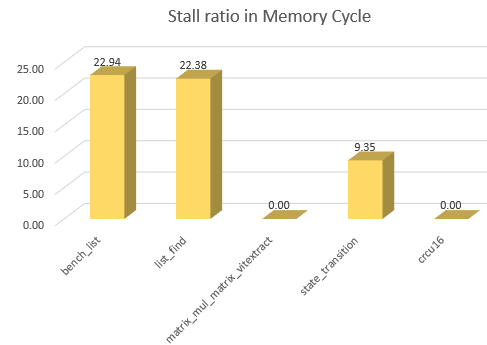 Stall ratio in Memory Cycle
25.00
20.00
15.00
10.00
5.00
0.00
22.94
22.38
0.00
9.35
0.00
bench_list
list_find
matrix_mul_matrix_vitextract
state_transition
crcu16